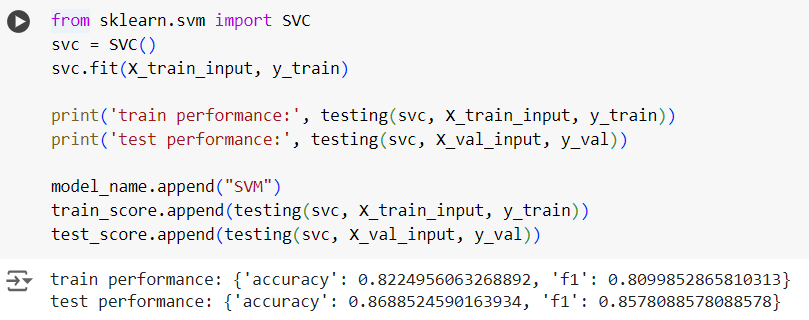 from sklearn.svm import SVC
svc = SVC()
svc.fit(X_train_input, y_train)
print('train performance:', testing(svc, X_train_input, y_train))
print('test performance:', testing(svc, X_val_input, y_val))
model_name.append("SVM")
train_score.append(testing(svc, X_train_input, y_train))
test_score.append(testing(svc, X_val_input, y_val))
train performance: {'accuracy': 0.8224956063268892, 'f1': 0.8099852865810313}
test performance: {'accuracy': 0.8688524590163934, 'f1': 0.8578088578088578}